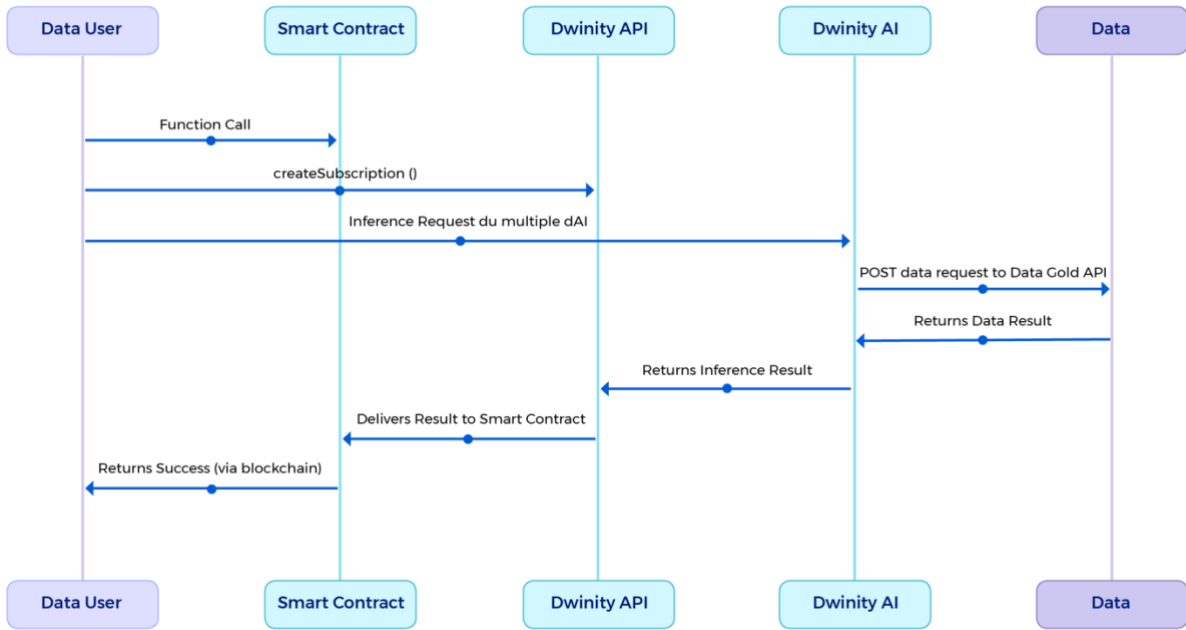 Data User
Smart Contract
Dwinity API
Dwinity AI
Data
Function Call
createSubscription ()
Inference Request du multiple dAI
POST data request to Data Gold API
Returns Data Result
Returns Inference Result
Delivers Result to Smart Contract
Returns Success (via blockchain)
Data User
Smart Contract
Dwinity API
Dwinity AI
Data